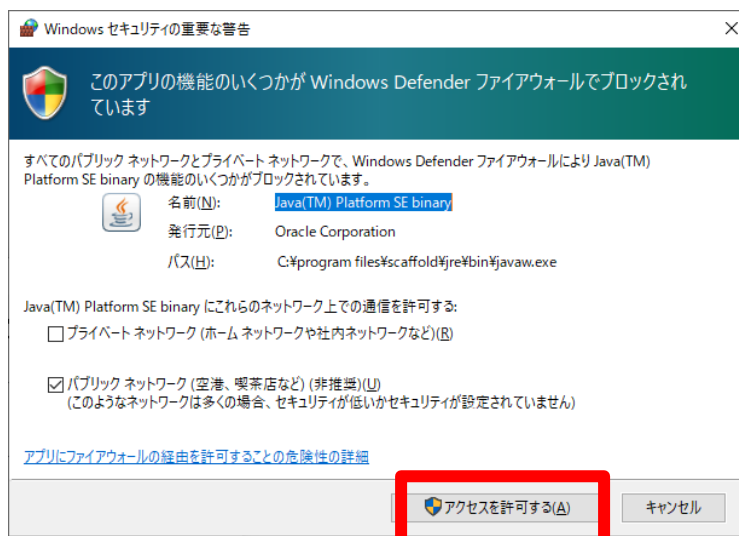 Windows セキュリティの重要な警告
このアプリの機能のいくつかが Windows Defender ファイアウォールでブロックされ
ています
すべてのパブリック ネットワークとプライベート ネットワークで、Windows Defender ファイアウォールにより Java(TM)
Platform SE binary の機能のいくつかがブロックされています。
名前(N): Java(TM) Platform SE binary
発行元(P): Oracle Corporation
パス(H): C:¥program files¥scaffold¥jre¥bin¥javaw.exe
Java(TM) Platform SE binary にこれらのネットワーク上での通信を許可する:
プライベート ネットワーク (ホーム ネットワークや社内ネットワークなど)(R)
パブリック ネットワーク (空港、喫茶店など) (非推奨)(U)
(このようなネットワークは多くの場合、セキュリティが低いかセキュリティが設定されていません)
アプリにファイアウォールの経由を許可することの危険性の詳細
アクセスを許可する(A) キャンセル